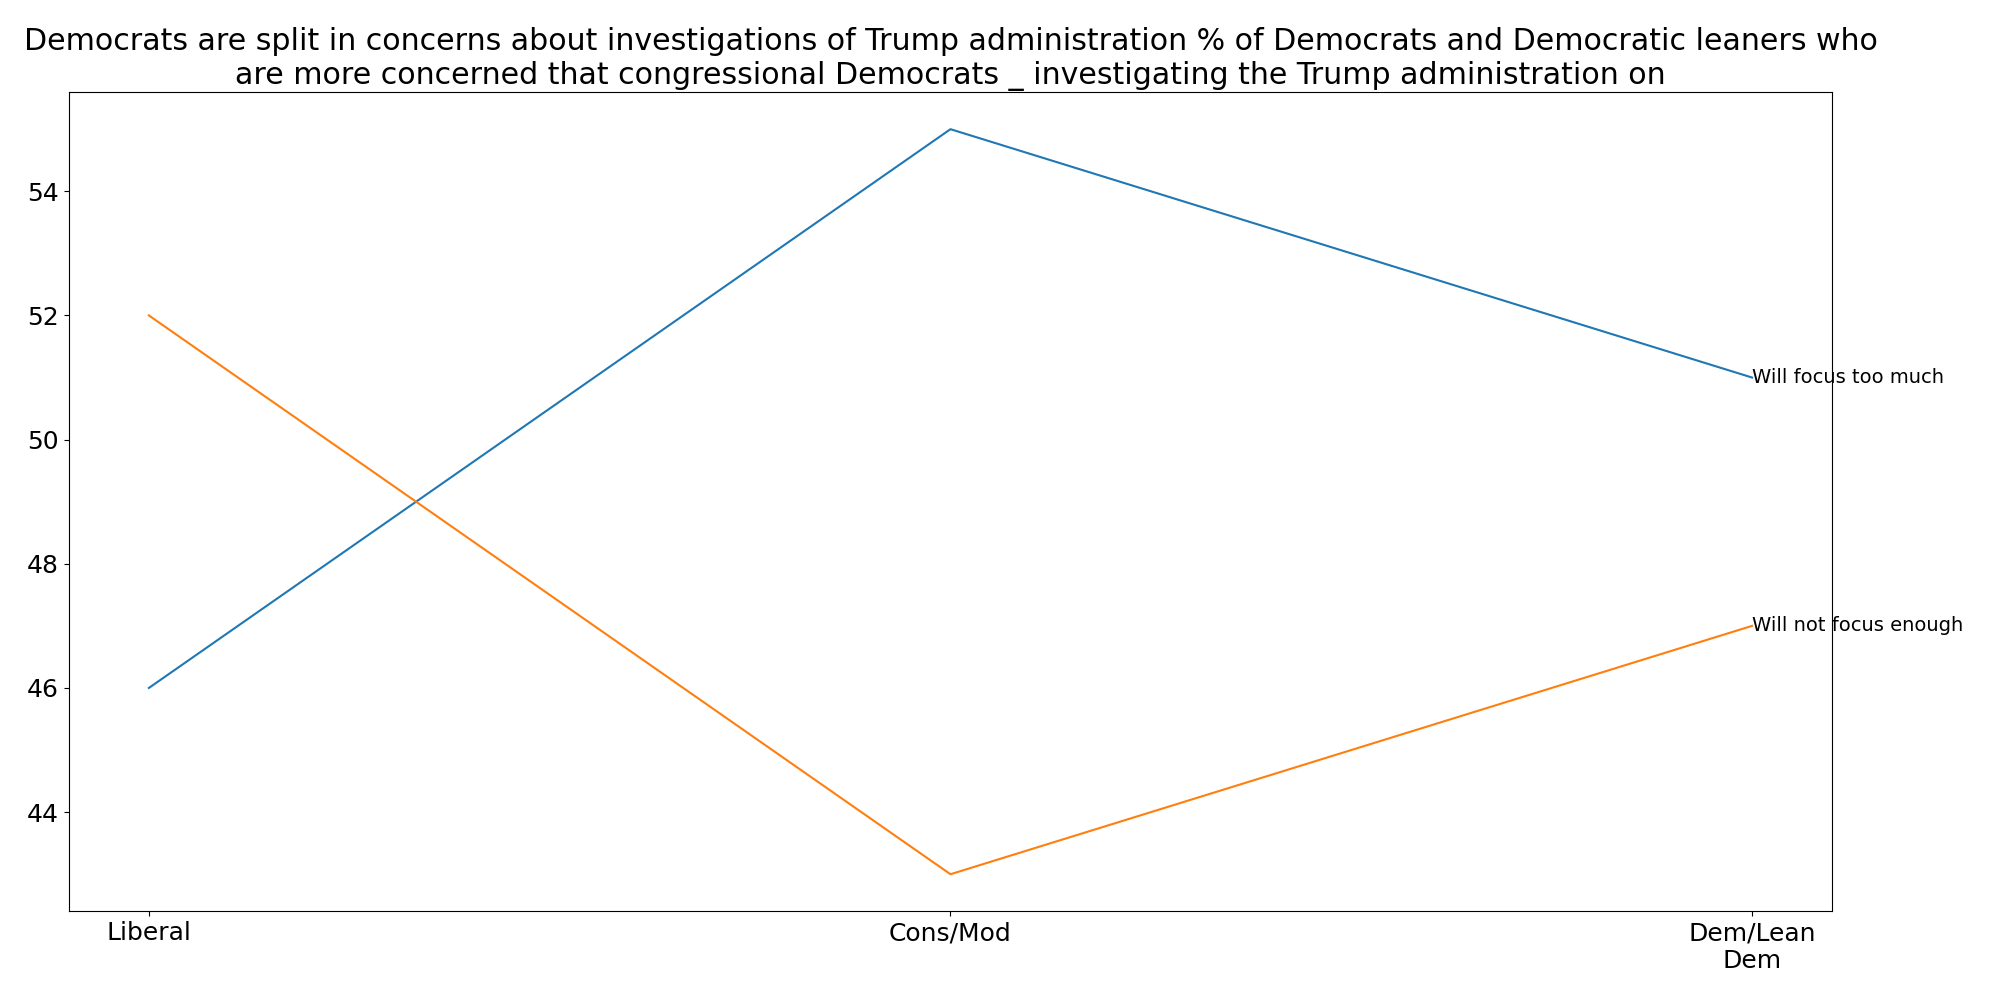 Democrats are split in concerns about investigations of Trump administration % of Democrats and Democratic leaners who
are more concerned that congressional Democrats _ investigating the Trump administration on
54
52
50
48
46
44
Will focus too much
Will not focus enough
Liberal
Cons/Mod
Dem/Lean
Dem